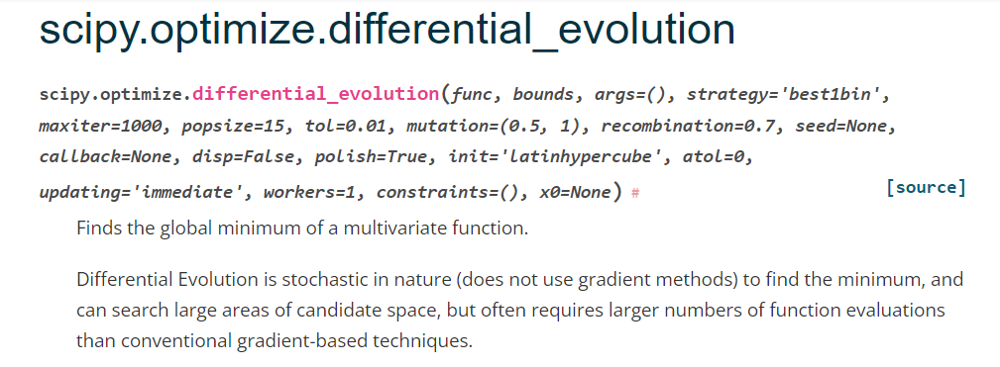 scipy.optimize.differential_evolution
scipy.optimize.differential_evolution(func, bounds, args=(), strategy='best1bin',
maxiter=1000, popsize=15, tol=0.01, mutation=(0.5, 1), recombination=0.7, seed=None,
callback=None, disp=False, polish=True, init='latinhypercube', atol=0,
updating='immediate', workers=1, constraints=(), x0=None) # [source]
Finds the global minimum of a multivariate function.
Differential Evolution is stochastic in nature (does not use gradient methods) to find the minimum, and
can search large areas of candidate space, but often requires larger numbers of function evaluations
than conventional gradient-based techniques.